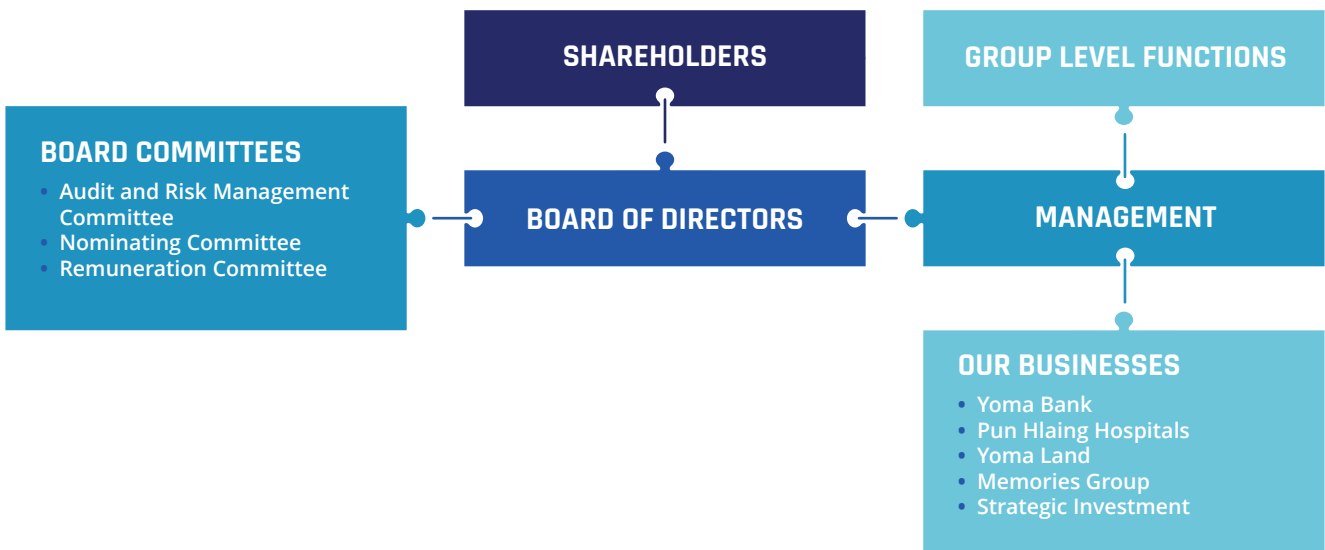 SHAREHOLDERS
GROUP LEVEL FUNCTIONS
BOARD COMMITTEES
• Audit and Risk Management
Committee
• Nominating Committee
• Remuneration Committee
BOARD OF DIRECTORS
MANAGEMENT
OUR BUSINESSES
• Yoma Bank
• Pun Hlaing Hospitals
• Yoma Land
• Memories Group
• Strategic Investment